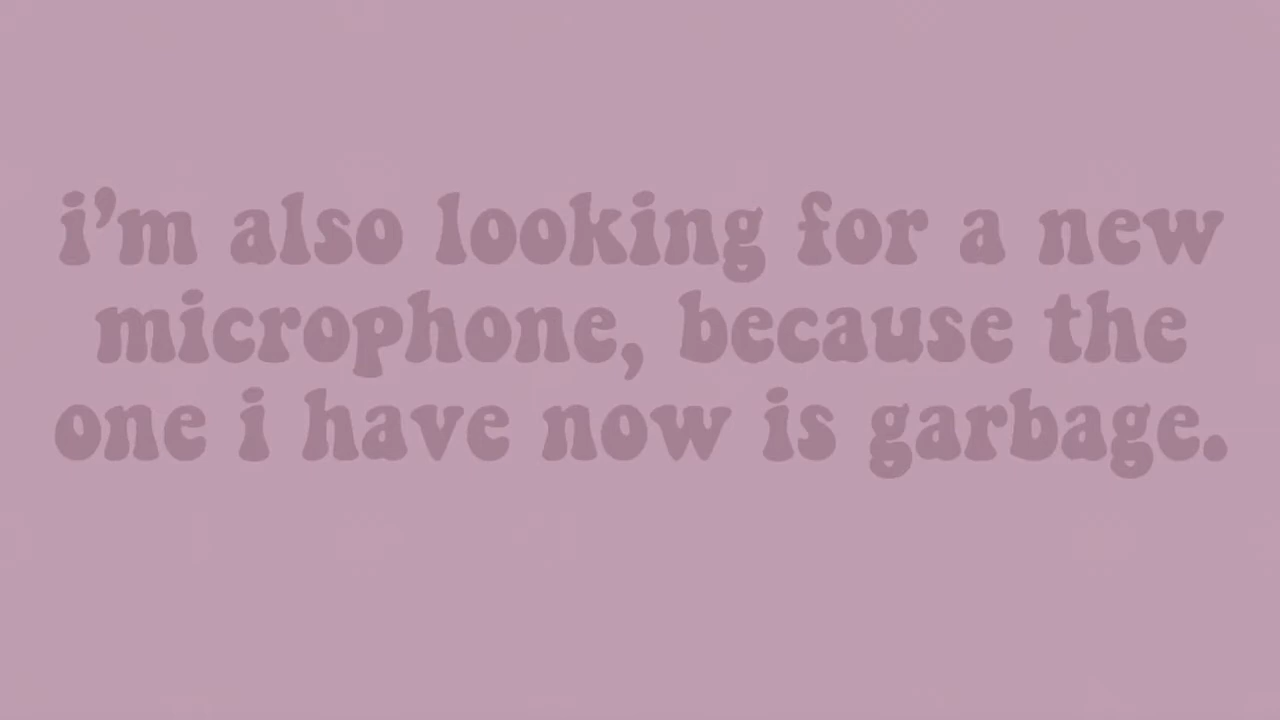 i’m also looking for a new
microphone, because the
one i have now is garbage.